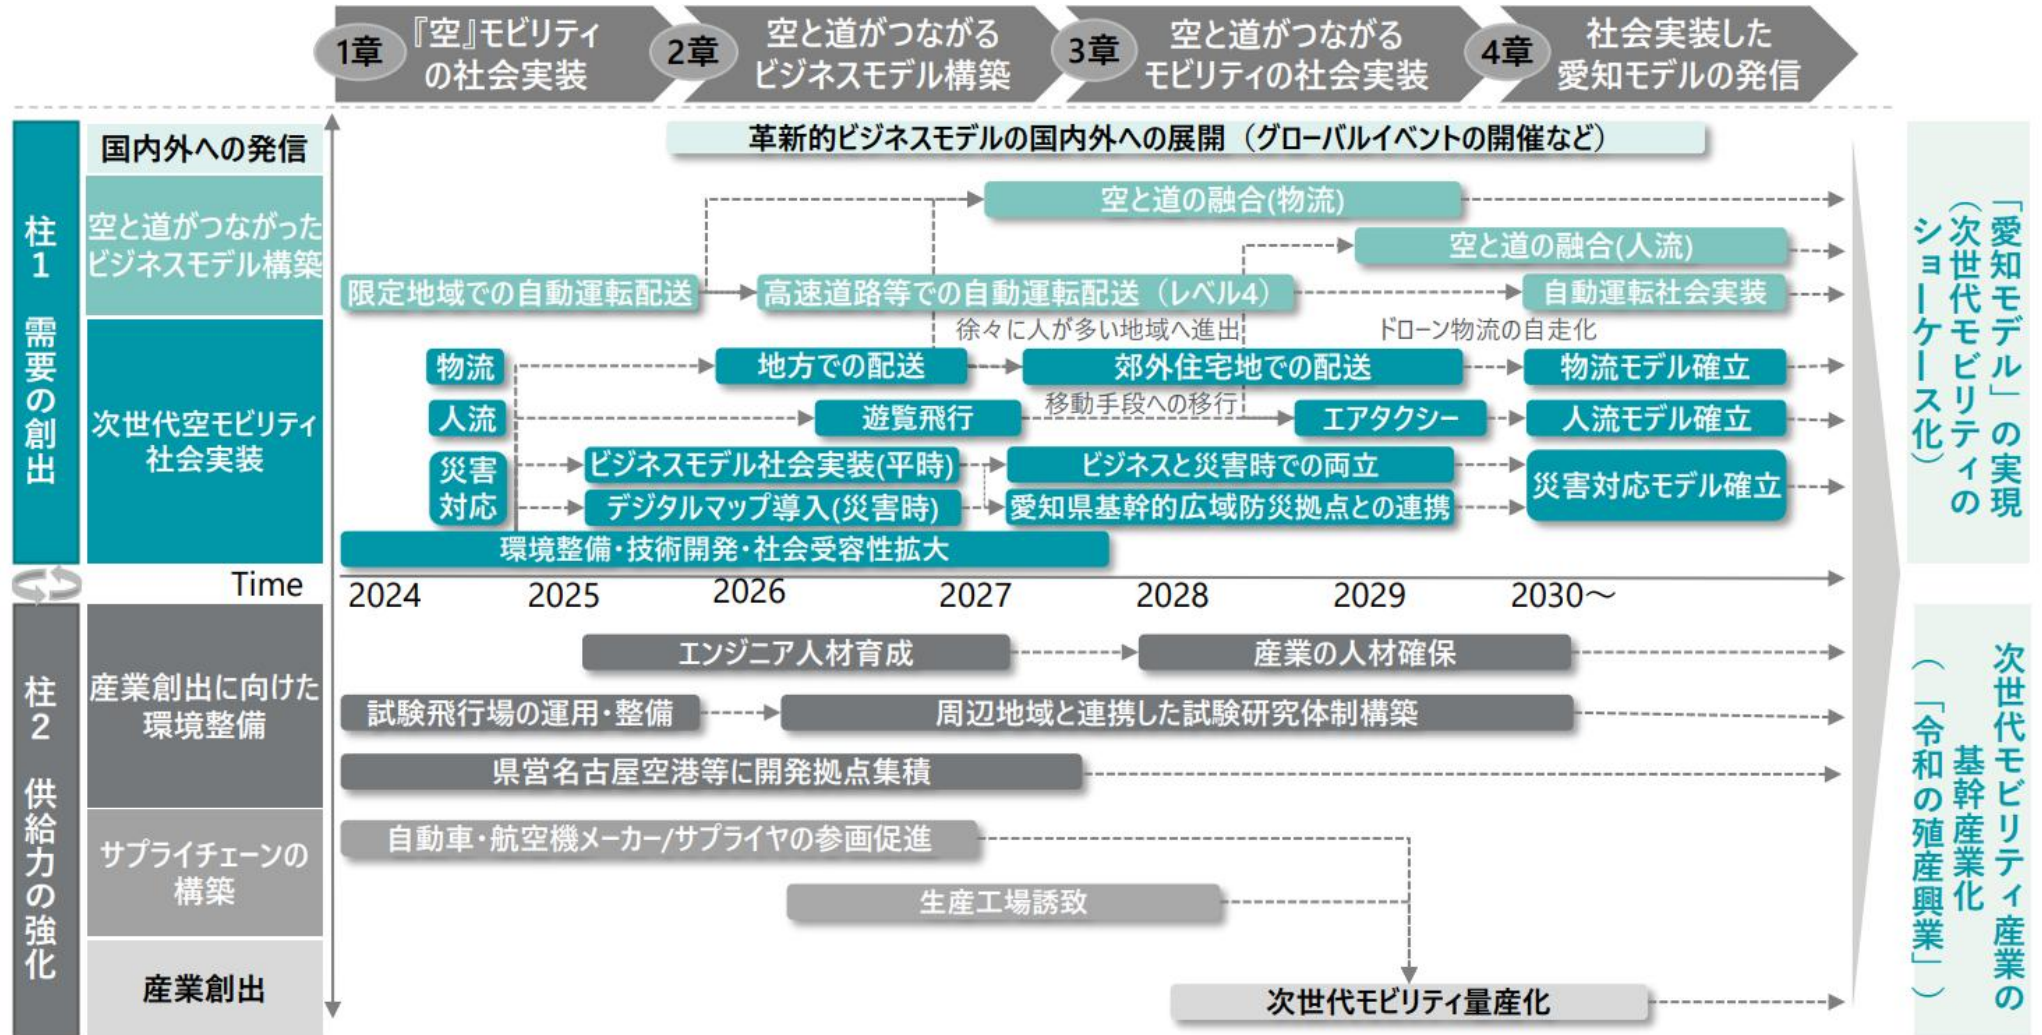 1章
『空』モビリティ
の社会実装
2章
空と道がつながる
ビジネスモデル構築
3章
空と道がつながる
モビリティの社会実装
4章
社会実装した
愛知モデルの発信
柱1 需要の創出
国内外への発信
革新的ビジネスモデルの国内外への展開（グローバルイベントの開催など）
空と道がつながった
ビジネスモデル構築
空と道の融合(物流)
空と道の融合(人流)
限定地域での自動運転配送
高速道路等での自動運転配送（レベル4）
自動運転社会実装
徐々に人が多い地域へ進出
ドローン物流の自走化
次世代空モビリティ
社会実装
物流
地方での配送
郊外住宅地での配送
物流モデル確立
移動手段への移行
人流
遊覧飛行
エアタクシー
人流モデル確立
災害
対応
ビジネスモデル社会実装(平時)
ビジネスと災害時での両立
デジタルマップ導入(災害時)
愛知県基幹的広域防災拠点との連携
災害対応モデル確立
環境整備・技術開発・社会受容性拡大
「愛知モデル」の実現
（次世代モビリティの
ショーケース化）
Time
2024
2025
2026
2027
2028
2029
2030～
柱2 供給力の強化
産業創出に向けた
環境整備
エンジニア人材育成
産業の人材確保
試験飛行場の運用・整備
周辺地域と連携した試験研究体制構築
県営名古屋空港等に開発拠点集積
サプライチェーンの
構築
自動車・航空機メーカー/サプライヤの参画促進
生産工場誘致
産業創出
次世代モビリティ量産化
次世代モビリティ産業の
基幹産業化
（「令和の殖産興業」）